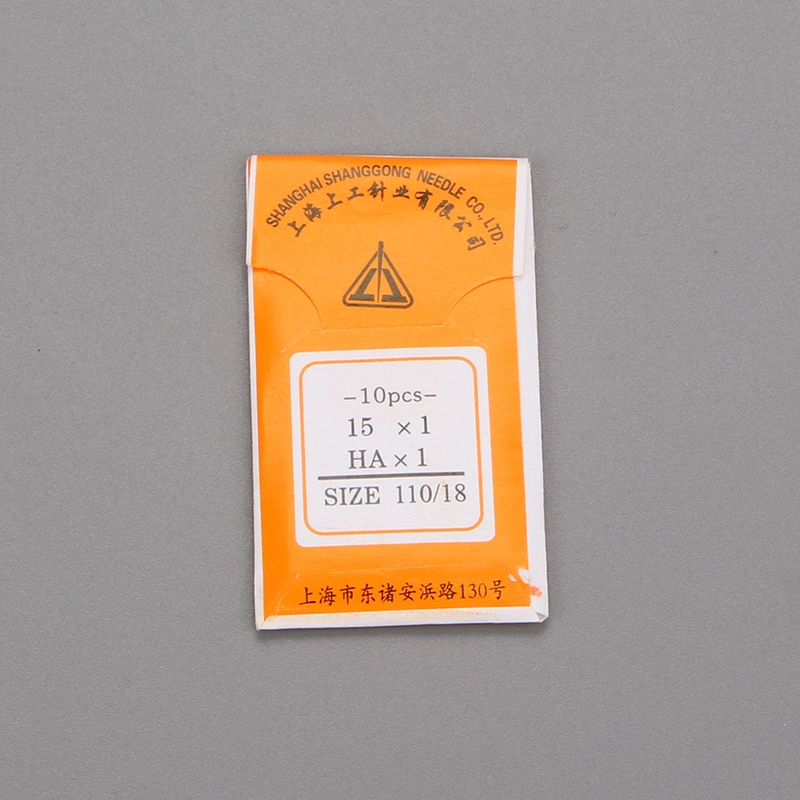 SHANGHAI SHANGGONG NEEDLE CO., LTD.
上海上工针业有限公司
-10pcs-
15 ×1
HA×1
SIZE 110/18
上海市东诸安浜路130号